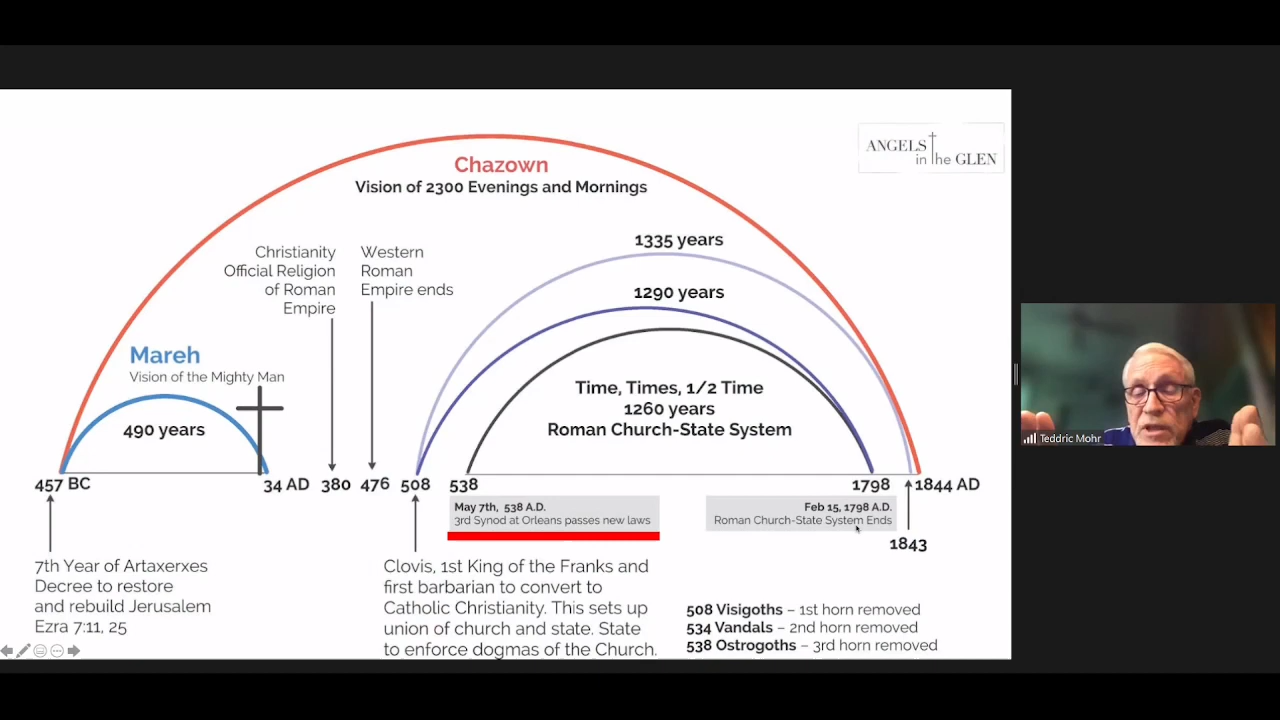 ANGELS
in the GLEN
Chazown
Vision of 2300 Evenings and Mornings
1335 years
Christianity
Official Religion
of Roman
Empire
Western
Roman
Empire ends
1290 years
Mareh
Vision of the Mighty Man
490 years
Time, Times, 1/2 Time
1260 years
Roman Church-State System
457 BC
34 AD
380
476
508
538
1798
1844 AD
May 7th, 538 A.D.
3rd Synod at Orleans passes new laws
Feb 15, 1798 A.D.
Roman Church-State System Ends
1843
7th Year of Artaxerxes
Decree to restore
and rebuild Jerusalem
Ezra 7:11, 25
Clovis, 1st King of the Franks and
first barbarian to convert to
Catholic Christianity. This sets up
union of church and state. State
to enforce dogmas of the Church.
508 Visigoths – 1st horn removed
534 Vandals – 2nd horn removed
538 Ostrogoths – 3rd horn removed
Teddric Mohr